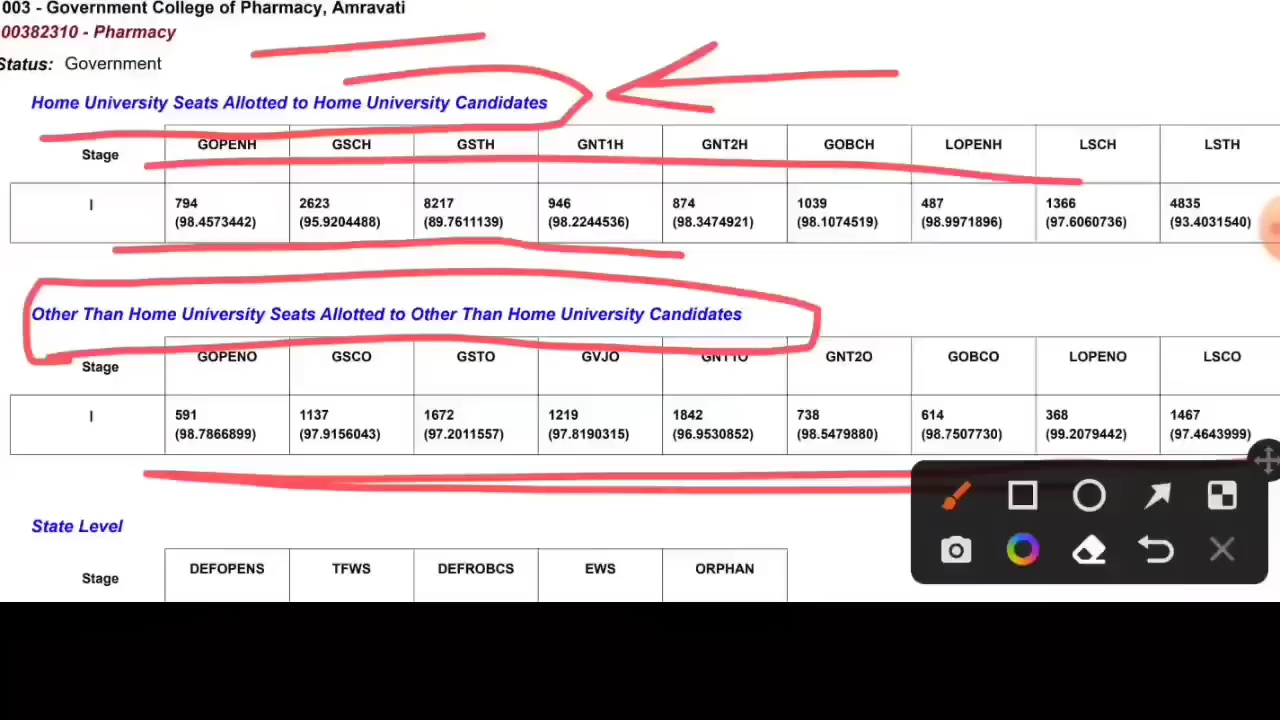 003 - Government College of Pharmacy, Amravati
00382310 - Pharmacy
Status: Government
Home University Seats Allotted to Home University Candidates
Stage GOPENH GSCH GSTH GNT1H GNT2H GOBCH LOPENH LSCH LSTH
I 794 2623 8217 946 874 1039 487 1366 4835
(98.4573442) (95.9204488) (89.7611139) (98.2244536) (98.3474921) (98.1074519) (98.9971896) (97.6060736) (93.4031540)
Other Than Home University Seats Allotted to Other Than Home University Candidates
Stage GOPENO GSCO GSTO GVJO GNT1O GNT2O GOBCO LOPENO LSCO
I 591 1137 1672 1219 1842 738 614 368 1467
(98.7866899) (97.9156043) (97.2011557) (97.8190315) (96.9530852) (98.5479880) (98.7507730) (99.2079442) (97.4643999)
State Level
Stage DEFOPENS TFWS DEFROBCS EWS ORPHAN